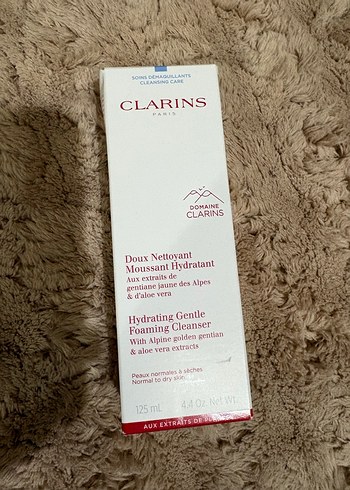 SOINS DÉMAQUILLANTS
CLEANSING CARE
CLARINS
PARIS
DOMAINE
CLARINS
Doux Nettoyant
Moussant Hydratant
Aux extraits de
gentiane jaune des Alpes
& d'aloe vera
Hydrating Gentle
Foaming Cleanser
With Alpine golden gentian
& aloe vera extracts
Peaux normales à sèches
Normal to dry skin
125 mL 4.4 Oz. Net Wt.
AUX EXTRAITS DE